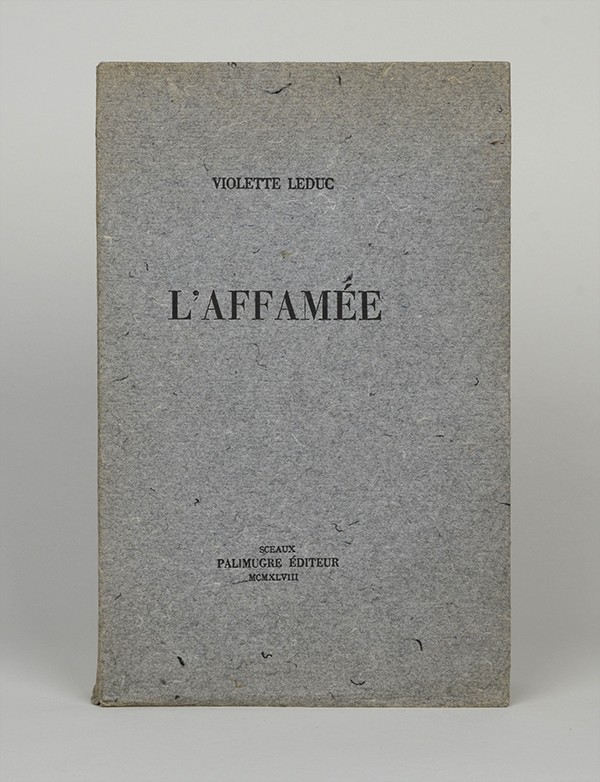 VIOLETTE LEDUC
L'AFFAMÉE
SCEAUX
PALIMUGRE ÉDITEUR
MCMXLVIII